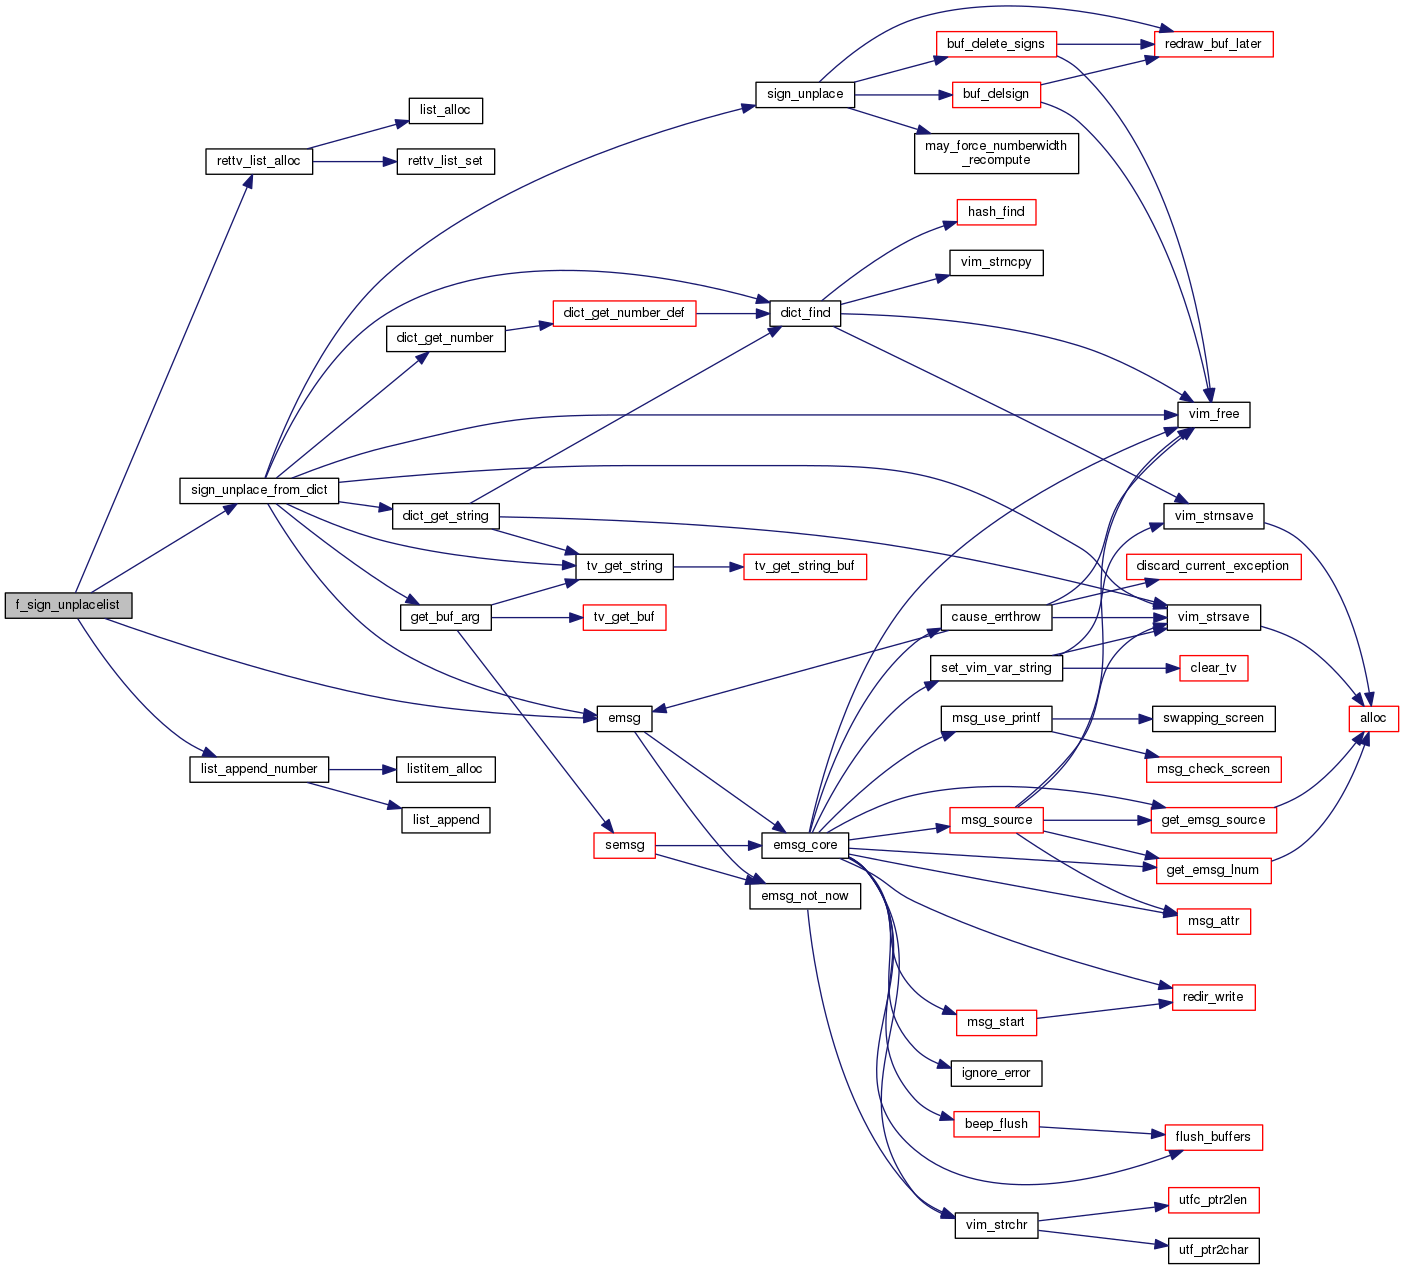 redraw_buf_later
buf_delete_signs
sign_unplace
buf_delsign
list_alloc
may_force_numberwidth
_recompute
rettv_list_alloc
rettv_list_set
hash_find
vim_strncpy
dict_get_number_def
dict_find
dict_get_number
vim_free
sign_unplace_from_dict
dict_get_string
vim_strnsave
tv_get_string
tv_get_string_buf
discard_current_exception
f_sign_unplacelist
get_buf_arg
tv_get_buf
cause_errthrow
vim_strsave
set_vim_var_string
clear_tv
emsg
msg_use_printf
swapping_screen
alloc
list_append_number
listitem_alloc
msg_check_screen
list_append
msg_source
get_emsg_source
semsg
emsg_core
get_emsg_lnum
emsg_not_now
msg_attr
redir_write
msg_start
ignore_error
beep_flush
flush_buffers
utfc_ptr2len
vim_strchr
utf_ptr2char